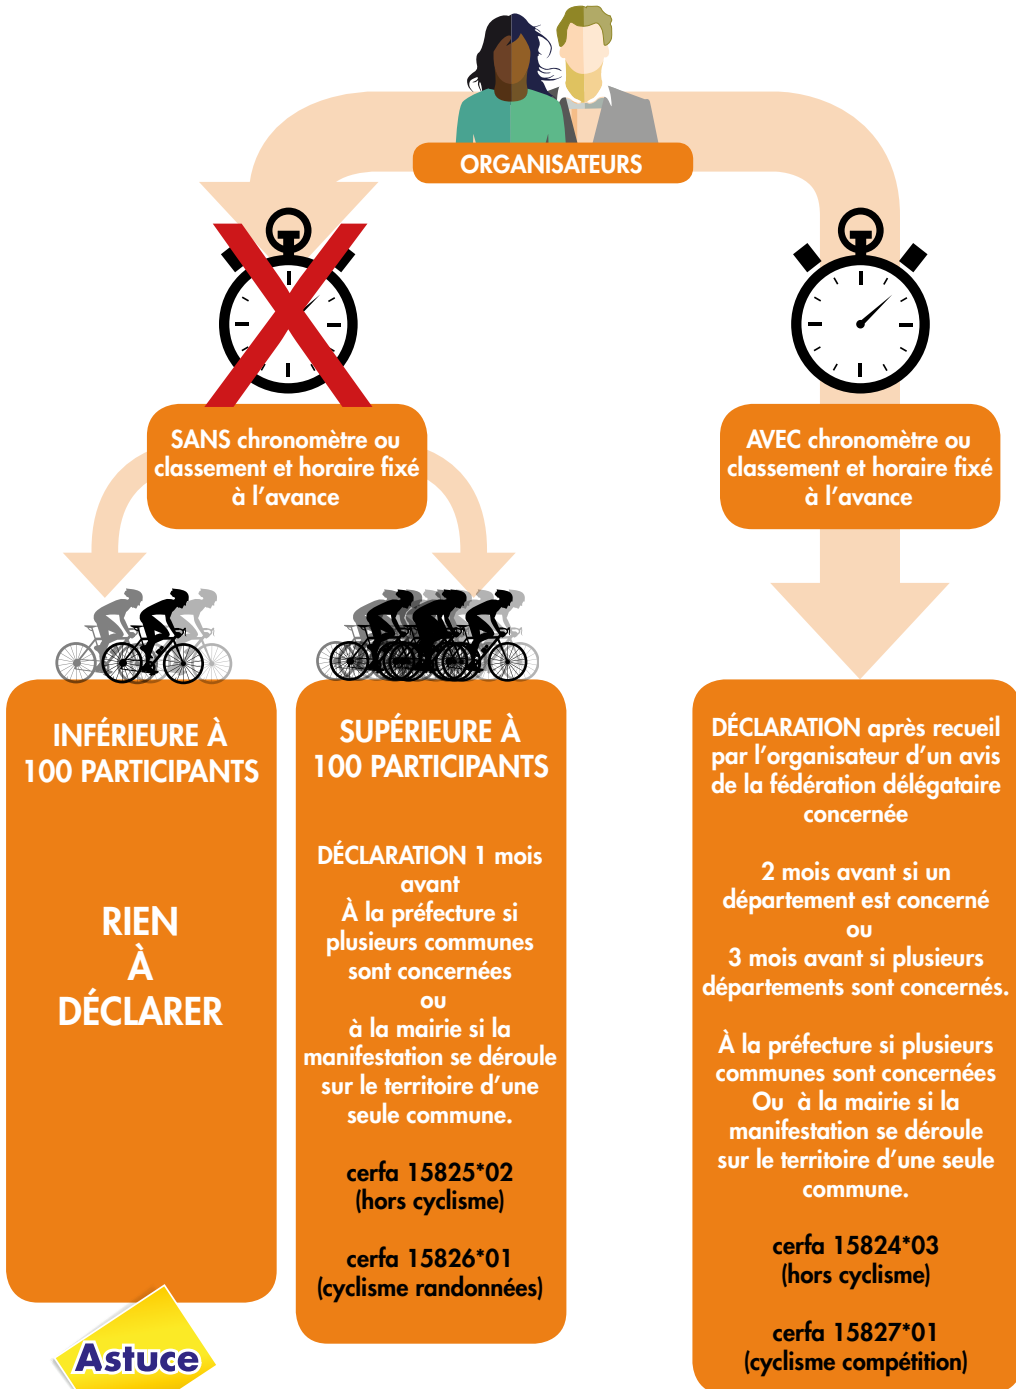 ORGANISATEURS
SANS chronomètre ou
classement et horaire fixé
à l'avance
AVEC chronomètre ou
classement et horaire fixé
à l'avance
INFÉRIEURE À
100 PARTICIPANTS
RIEN
À
DÉCLARER
SUPÉRIEURE À
100 PARTICIPANTS
DÉCLARATION 1 mois
avant
À la préfecture si
plusieurs communes
sont concernées
ou
à la mairie si la
manifestation se déroule
sur le territoire d'une
seule commune.
cerfa 15825*02
(hors cyclisme)
cerfa 15826*01
(cyclisme randonnées)
DÉCLARATION après recueil
par l'organisateur d'un avis
de la fédération délégataire
concernée
2 mois avant si un
département est concerné
ou
3 mois avant si plusieurs
départements sont concernés.
À la préfecture si plusieurs
communes sont concernées
Ou à la mairie si la
manifestation se déroule
sur le territoire d'une seule
commune.
cerfa 15824*03
(hors cyclisme)
cerfa 15827*01
(cyclisme compétition)
Astuce